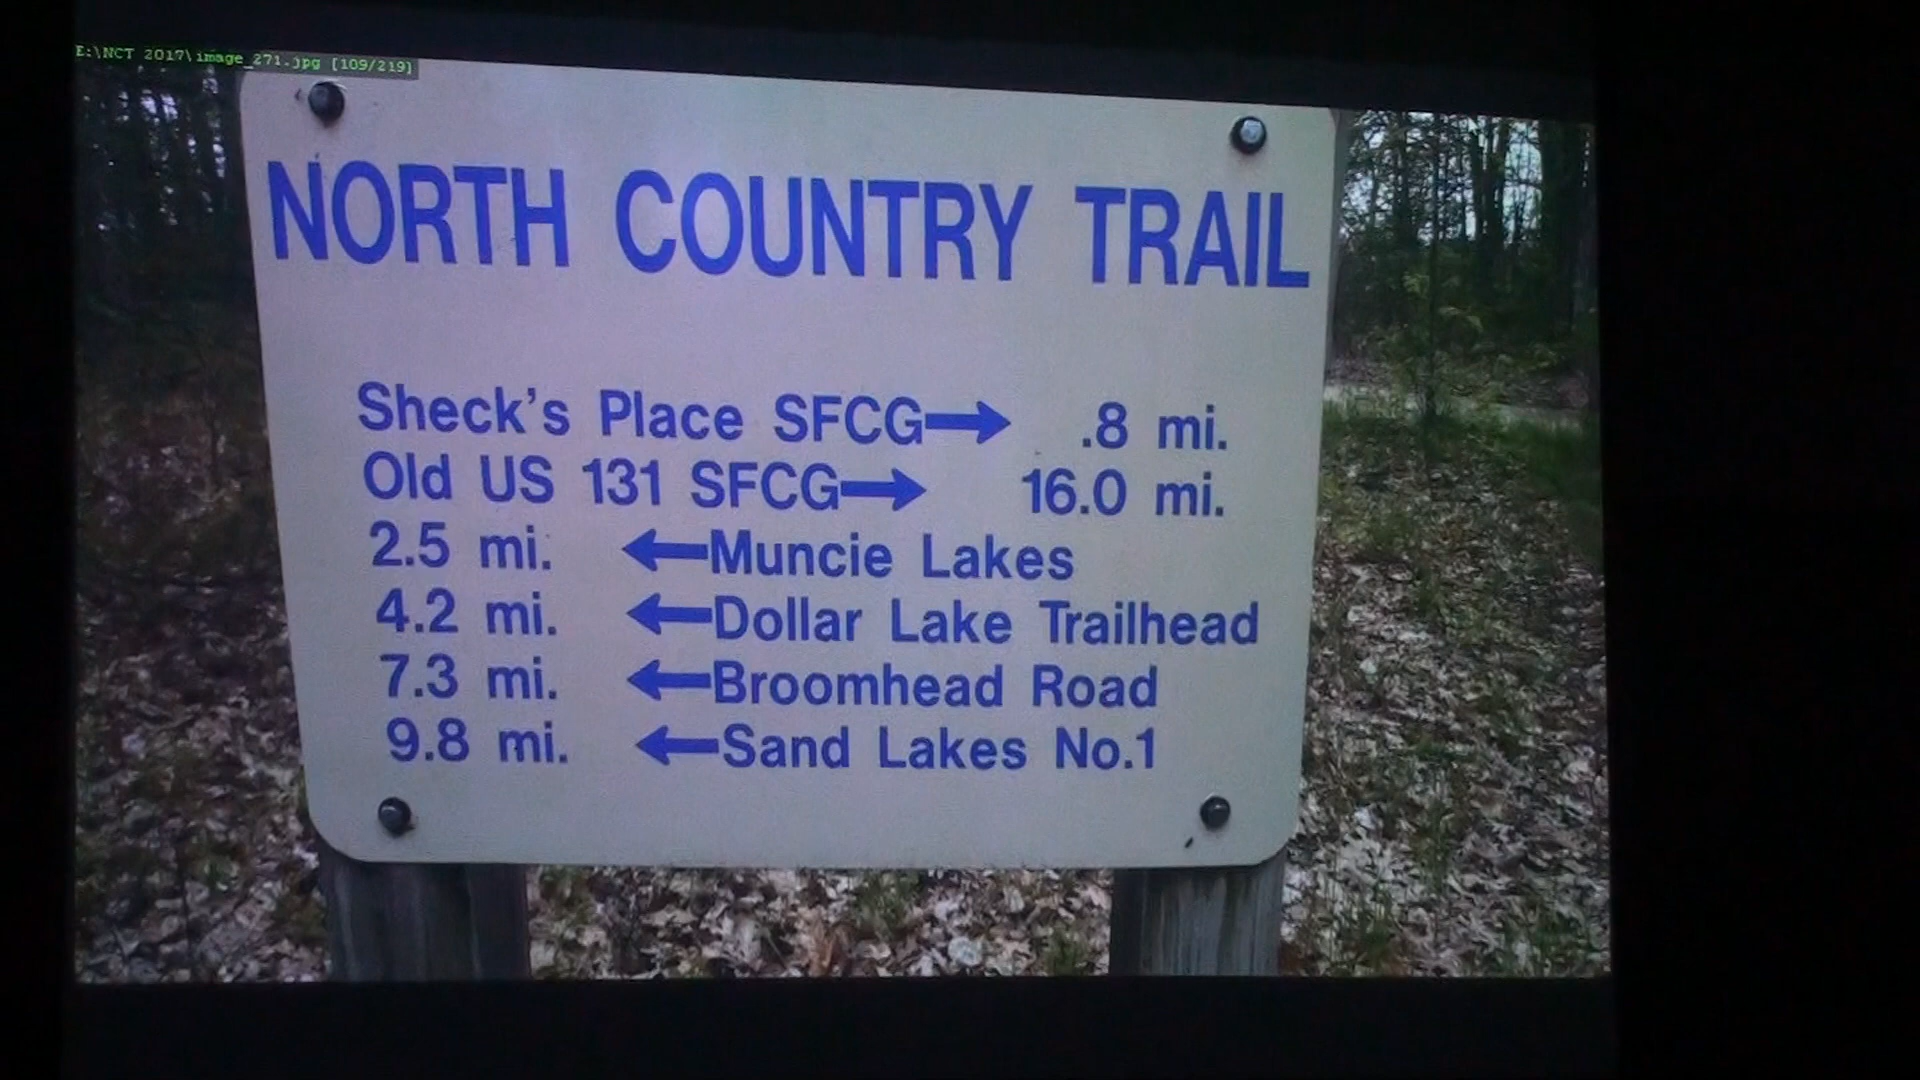 E:\NCT 2017\image_271.jpg [109/219]
NORTH COUNTRY TRAIL
Sheck's Place SFCG→ .8 mi.
Old US 131 SFCG→ 16.0 mi.
2.5 mi. ←Muncie Lakes
4.2 mi. ←Dollar Lake Trailhead
7.3 mi. ←Broomhead Road
9.8 mi. ←Sand Lakes No.1